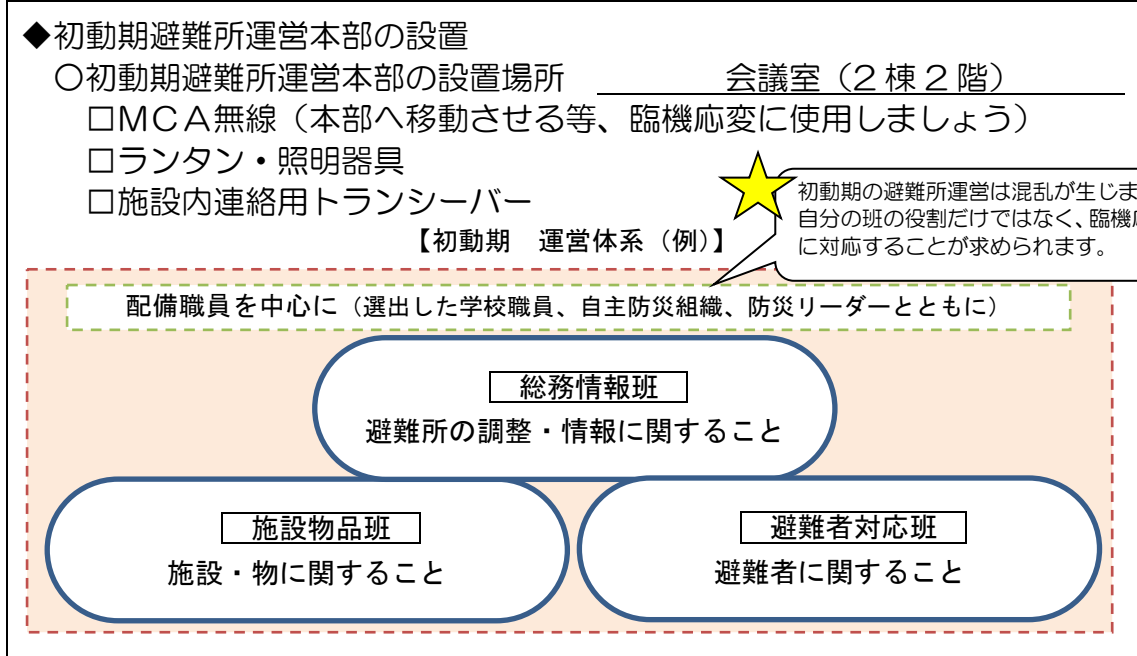 ◆初動期避難所運営本部の設置
○初動期避難所運営本部の設置場所 会議室（2棟2階）
□MCA無線（本部へ移動させる等、臨機応変に使用しましょう）
□ランタン・照明器具
□施設内連絡用トランシーバー
初動期の避難所運営は混乱が生じま
自分の班の役割だけではなく、臨機応
に対応することが求められます。
【初動期　運営体系（例）】
配備職員を中心に（選出した学校職員、自主防災組織、防災リーダーとともに）
総務情報班
避難所の調整・情報に関すること
施設物品班
施設・物に関すること
避難者対応班
避難者に関すること